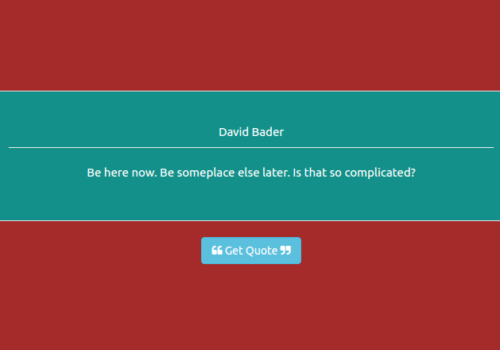 David Bader
Be here now. Be someplace else later. Is that so complicated?
❝ Get Quote ❞